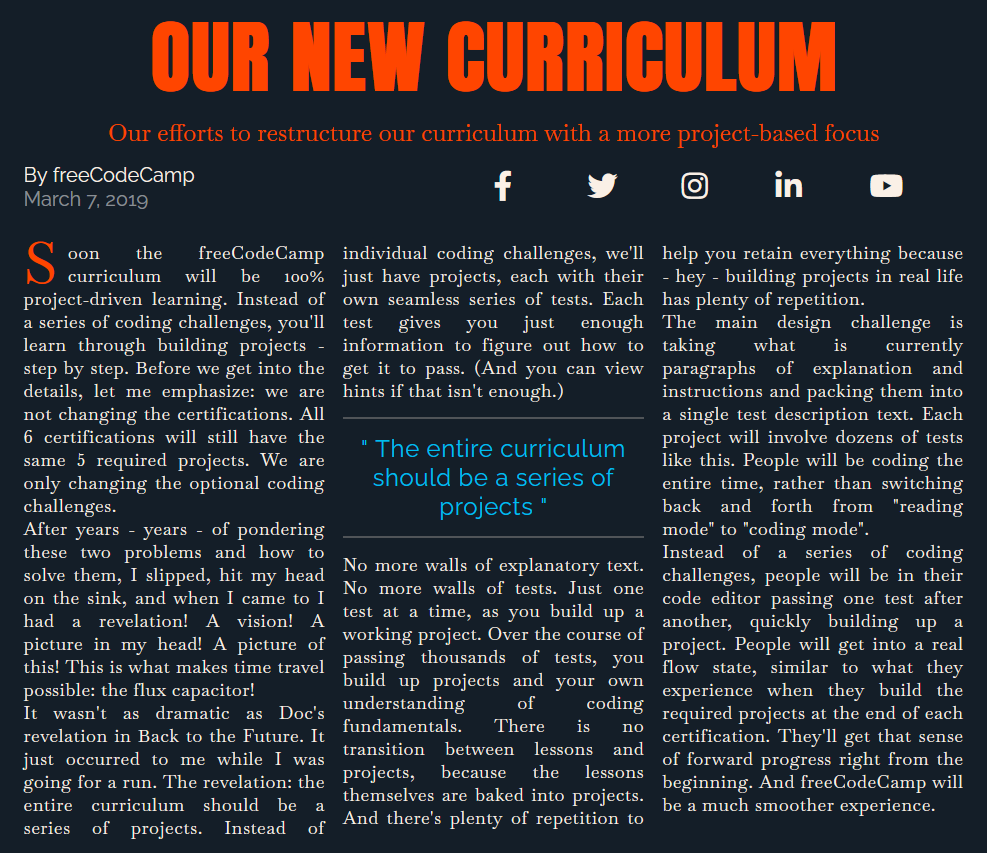 OUR NEW CURRICULUM
Our efforts to restructure our curriculum with a more project-based focus
By freeCodeCamp
March 7, 2019
Soon the freeCodeCamp
curriculum will be 100%
project-driven learning. Instead of
a series of coding challenges, you'll
learn through building projects -
step by step. Before we get into the
details, let me emphasize: we are
not changing the certifications. All
6 certifications will still have the
same 5 required projects. We are
only changing the optional coding
challenges.
After years - years - of pondering
these two problems and how to
solve them, I slipped, hit my head
on the sink, and when I came to I
had a revelation! A vision! A
picture in my head! A picture of
this! This is what makes time travel
possible: the flux capacitor!
It wasn't as dramatic as Doc's
revelation in Back to the Future. It
just occurred to me while I was
going for a run. The revelation: the
entire curriculum should be a
series of projects. Instead of
individual coding challenges, we'll
just have projects, each with their
own seamless series of tests. Each
test gives you just enough
information to figure out how to
get it to pass. (And you can view
hints if that isn't enough.)
" The entire curriculum
should be a series of
projects "
No more walls of explanatory text.
No more walls of tests. Just one
test at a time, as you build up a
working project. Over the course of
passing thousands of tests, you
build up projects and your own
understanding of coding
fundamentals. There is no
transition between lessons and
projects, because the lessons
themselves are baked into projects.
And there's plenty of repetition to
help you retain everything because
- hey - building projects in real life
has plenty of repetition.
The main design challenge is
taking what is currently
paragraphs of explanation and
instructions and packing them into
a single test description text. Each
project will involve dozens of tests
like this. People will be coding the
entire time, rather than switching
back and forth from "reading
mode" to "coding mode".
Instead of a series of coding
challenges, people will be in their
code editor passing one test after
another, quickly building up a
project. People will get into a real
flow state, similar to what they
experience when they build the
required projects at the end of each
certification. They'll get that sense
of forward progress right from the
beginning. And freeCodeCamp will
be a much smoother experience.